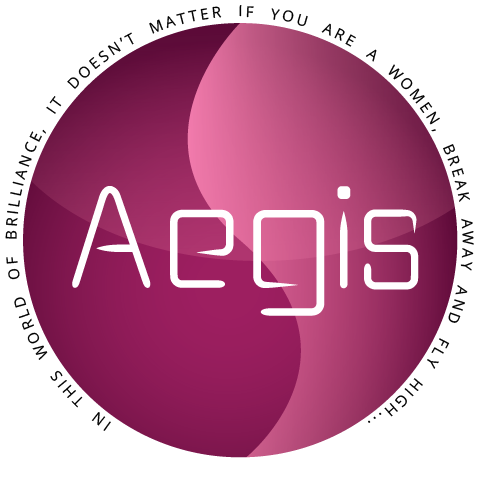 IN THIS WORLD OF BRILLIANCE, IT DOESN'T MATTER IF YOU ARE A WOMEN, BREAK AWAY AND FLY HIGH...
Aegis